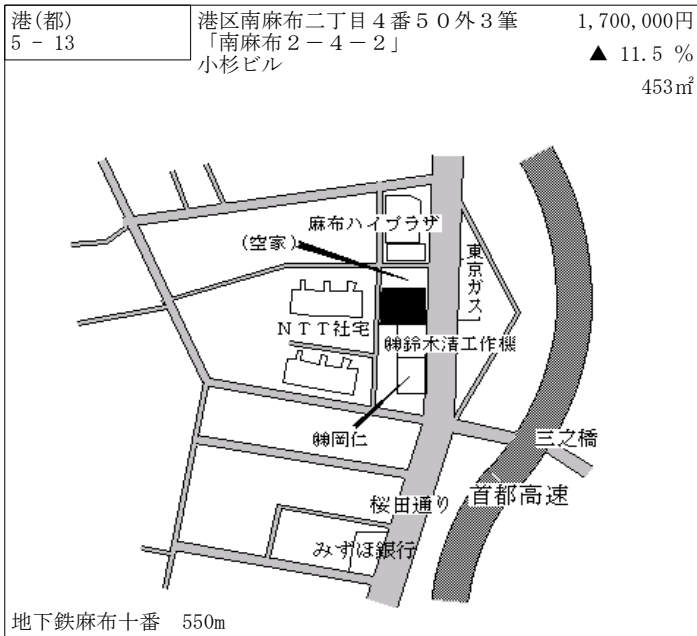 港(都)
5 - 13
港区南麻布二丁目4番50外3筆
「南麻布2-4-2」
小杉ビル
1,700,000円
▲ 11.5 %
453㎡
麻布ハイプラザ
(空家)
東京ガス
NTT社宅
㈱鈴木清工作機
㈱岡仁
三之橋
首都高速
桜田通り
みずほ銀行
地下鉄麻布十番 550m